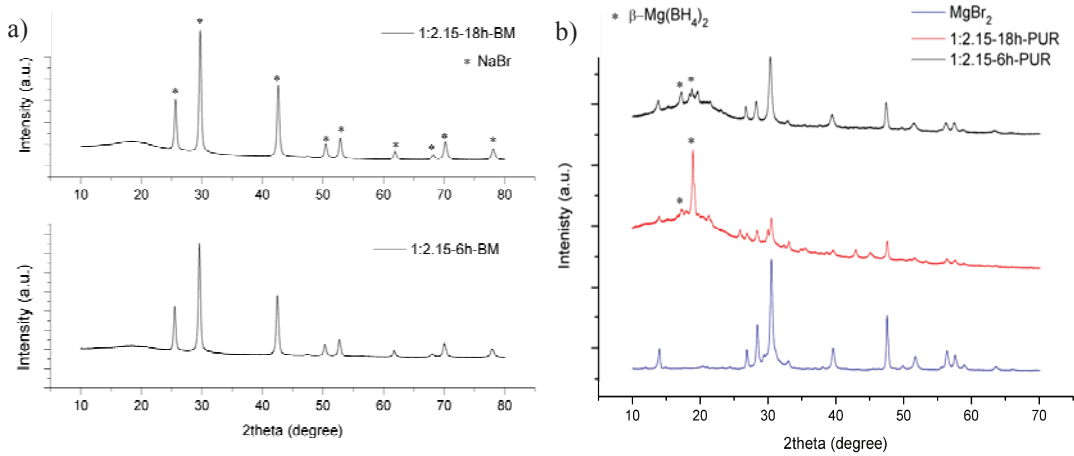 a)
1:2.15-18h-BM
* NaBr
* * * * * * * * *
Intensity (a.u.)
10 20 30 40 50 60 70 80
1:2.15-6h-BM
Intensity (a.u.)
10 20 30 40 50 60 70 80
2theta (degree)
b)
* β-Mg(BH4)2
MgBr2
1:2.15-18h-PUR
1:2.15-6h-PUR
* *
* *
Intenisty (a.u.)
10 20 30 40 50 60 70
2theta (degree)